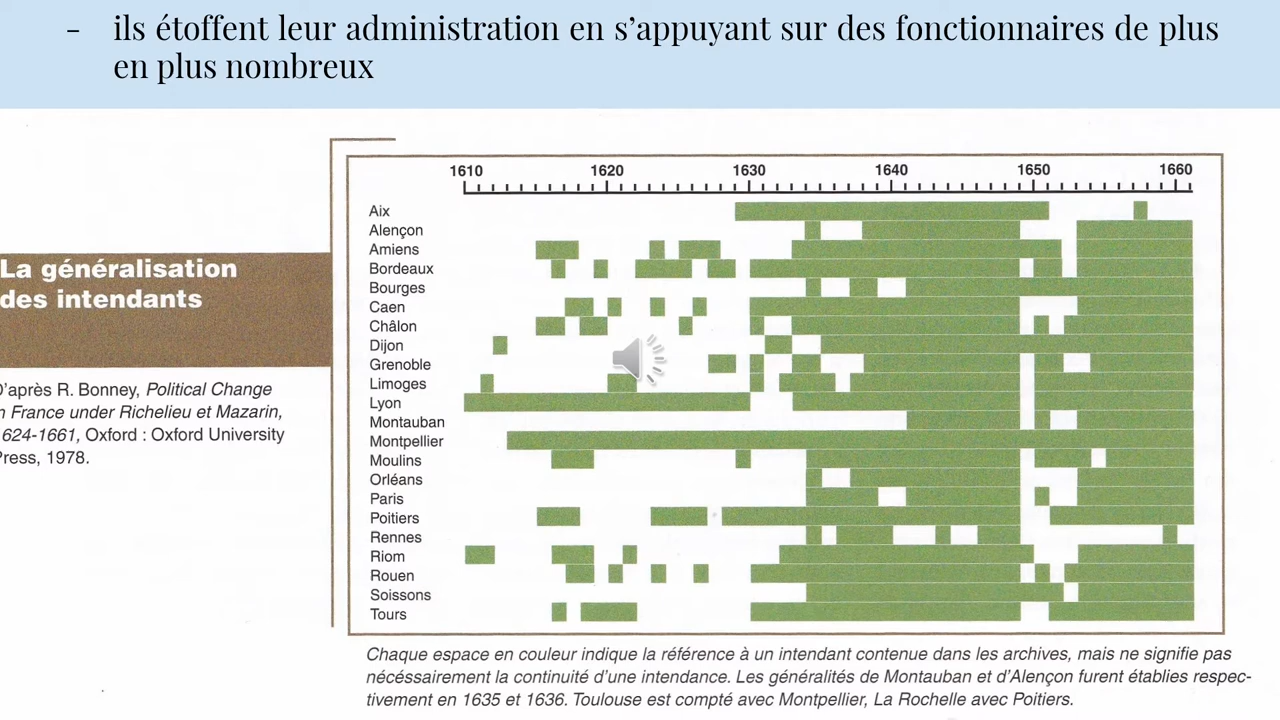 - ils étoffent leur administration en s’appuyant sur des fonctionnaires de plus
en plus nombreux
La généralisation
des intendants
D'après R. Bonney, Political Change
in France under Richelieu et Mazarin,
1624-1661, Oxford : Oxford University
Press, 1978.
1610 1620 1630 1640 1650 1660
Aix
Alençon
Amiens
Bordeaux
Bourges
Caen
Châlon
Dijon
Grenoble
Limoges
Lyon
Montauban
Montpellier
Moulins
Orléans
Paris
Poitiers
Rennes
Riom
Rouen
Soissons
Tours
Chaque espace en couleur indique la référence à un intendant contenue dans les archives, mais ne signifie pas
nécéssairement la continuité d'une intendance. Les généralités de Montauban et d'Alençon furent établies respec-
tivement en 1635 et 1636. Toulouse est compté avec Montpellier, La Rochelle avec Poitiers.